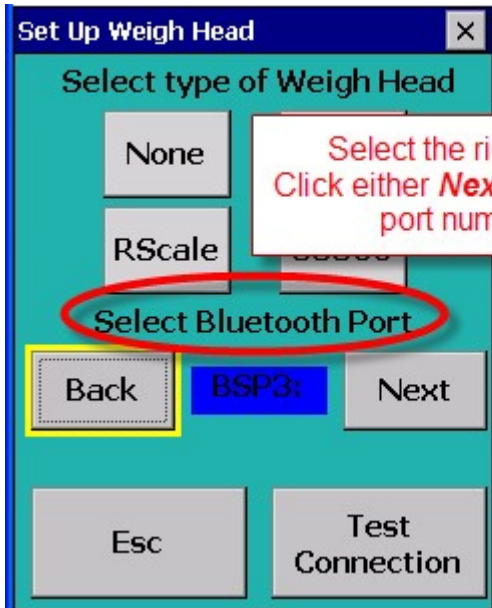 Set Up Weigh Head
Select type of Weigh Head
None
Select the ri
Click either Nex
port num
RScale
Select Bluetooth Port
Back BSP3: Next
Esc
Test
Connection